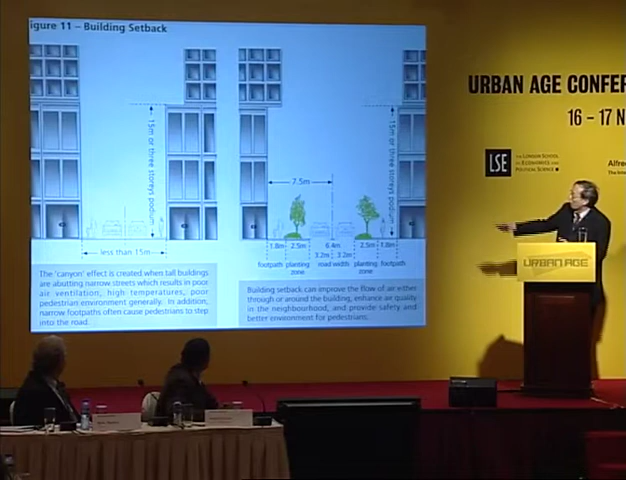 igure 11 – Building Setback
15m or three storeys podium
15m or three storeys podium
7.5m
less than 15m
1.8m 2.5m 6.4m 2.5m 1.8m
3.2m 3.2m
footpath planting road width planting footpath
zone zone
The 'canyon' effect is created when tall buildings
are abutting narrow streets which results in poor
air ventilation, high temperatures, poor
pedestrian environment generally. In addition,
narrow footpaths often cause pedestrians to step
into the road.
Building setback can improve the flow of air either
through or around the building, enhance air quality
in the neighbourhood, and provide safety and
better environment for pedestrians.
URBAN AGE CONFER
16 – 17 N
LSE
THE LONDON SCHOOL
OF ECONOMICS AND
POLITICAL SCIENCE
Alfre
URBAN AGE